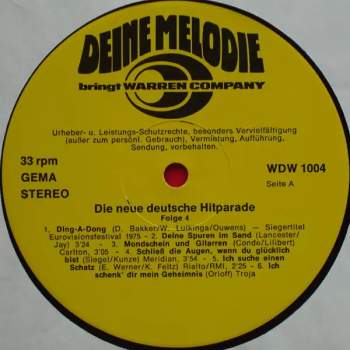 DEINE MELODIE
bringt WARREN COMPANY
Urheber- u. Leistungs-Schutzrechte, besonders Vervielfältigung
(außer zum persönl. Gebrauch), Vermietung, Aufführung,
Sendung, vorbehalten.
33 rpm
GEMA
STEREO
WDW 1004
Seite A
Die neue deutsche Hitparade
Folge 4
1. Ding-A-Dong (D. Bakker/W. Luikinga/Ouwens) — Siegertitel
Eurovisionsfestival 1975 - 2. Deine Spuren im Sand (Lancester/
Jay) 3'24 - 3. Mondschein und Gitarren (Conde/Lilibert)
Carlton, 3'05 - 4. Schließ die Augen, wenn du glücklich
bist (Siegel/Kunze) Meridian, 3'54 - 5. Ich suche einen
Schatz (E. Werner/K. Feltz) Rialto/RMI, 2'25 - 6. Ich
schenk' dir mein Geheimnis (Orloff) Troja